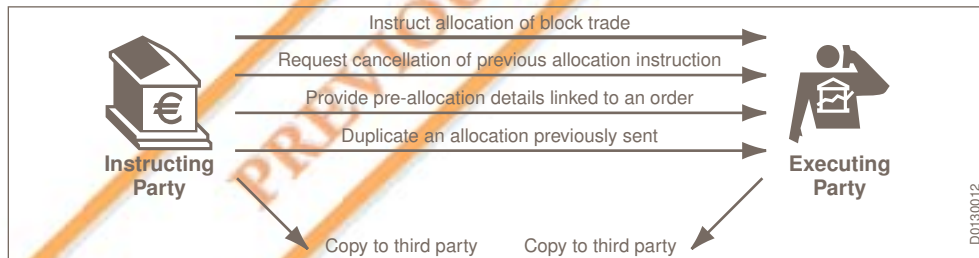 Instruct allocation of block trade
Request cancellation of previous allocation instruction
Provide pre-allocation details linked to an order
Duplicate an allocation previously sent
€
Instructing
Party
Executing
Party
Copy to third party
Copy to third party
D0130012